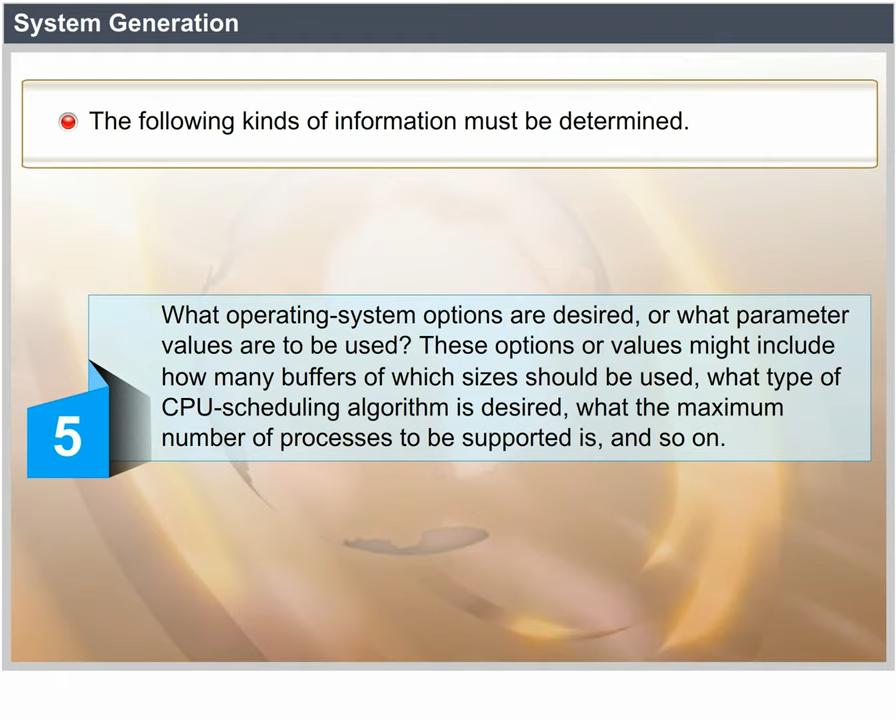 System Generation
The following kinds of information must be determined.
What operating-system options are desired, or what parameter
values are to be used? These options or values might include
how many buffers of which sizes should be used, what type of
CPU-scheduling algorithm is desired, what the maximum
number of processes to be supported is, and so on.
5